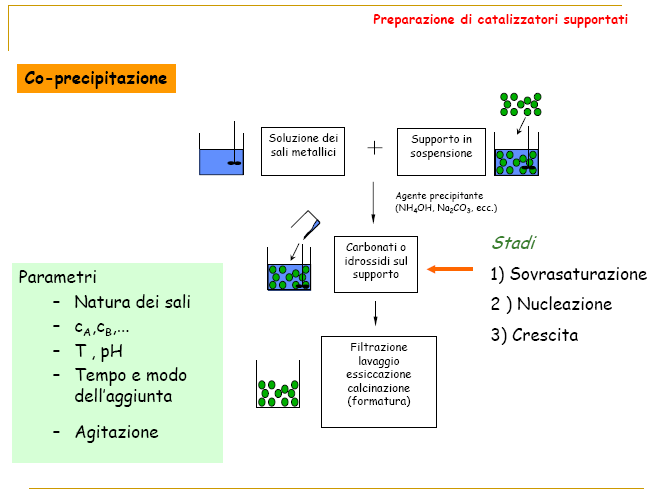 Preparazione di catalizzatori supportati
Co-precipitazione
Soluzione dei
sali metallici
+
Supporto in
sospensione
Agente precipitante
(NH₄OH, Na₂CO₃, ecc.)
Carbonati o
idrossidi sul
supporto
Stadi
1) Sovrasaturazione
2 ) Nucleazione
3) Crescita
Filtrazione
lavaggio
essiccazione
calcinazione
(formatura)
Parametri
– Natura dei sali
– c_A,c_B,...
– T , pH
– Tempo e modo
dell'aggiunta
– Agitazione